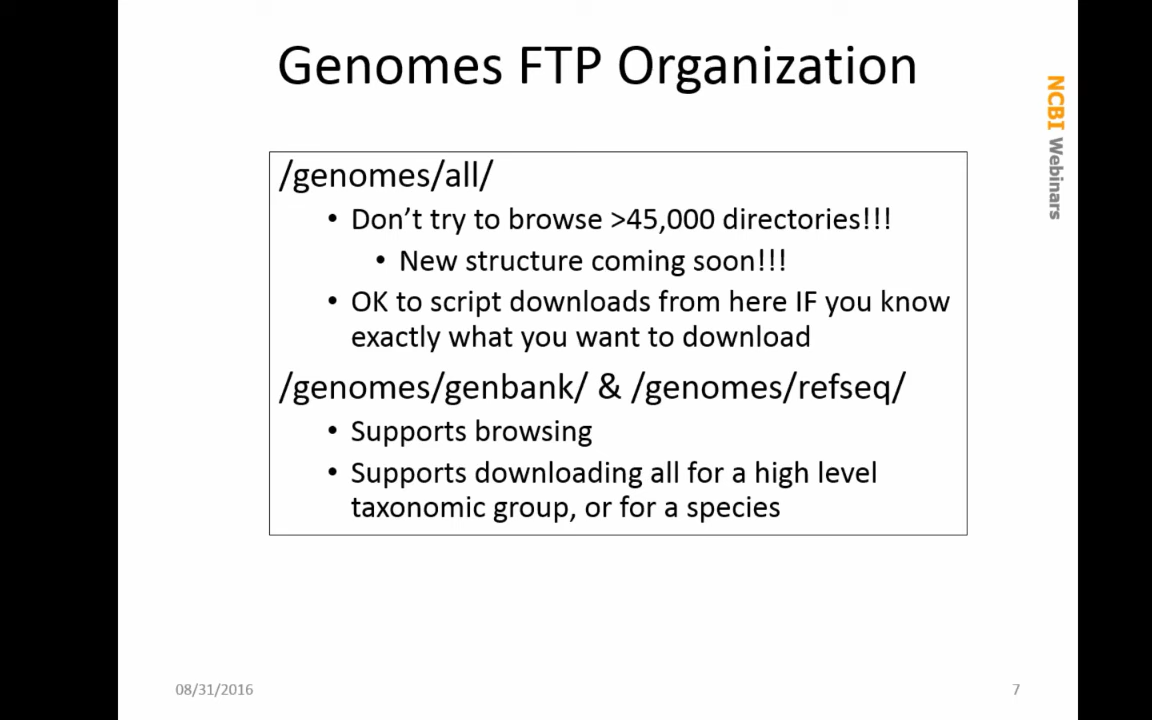 Genomes FTP Organization
NCBI Webinars
/genomes/all/
• Don’t try to browse >45,000 directories!!!
• New structure coming soon!!!
• OK to script downloads from here IF you know
exactly what you want to download
/genomes/genbank/ & /genomes/refseq/
• Supports browsing
• Supports downloading all for a high level
taxonomic group, or for a species
08/31/2016
7